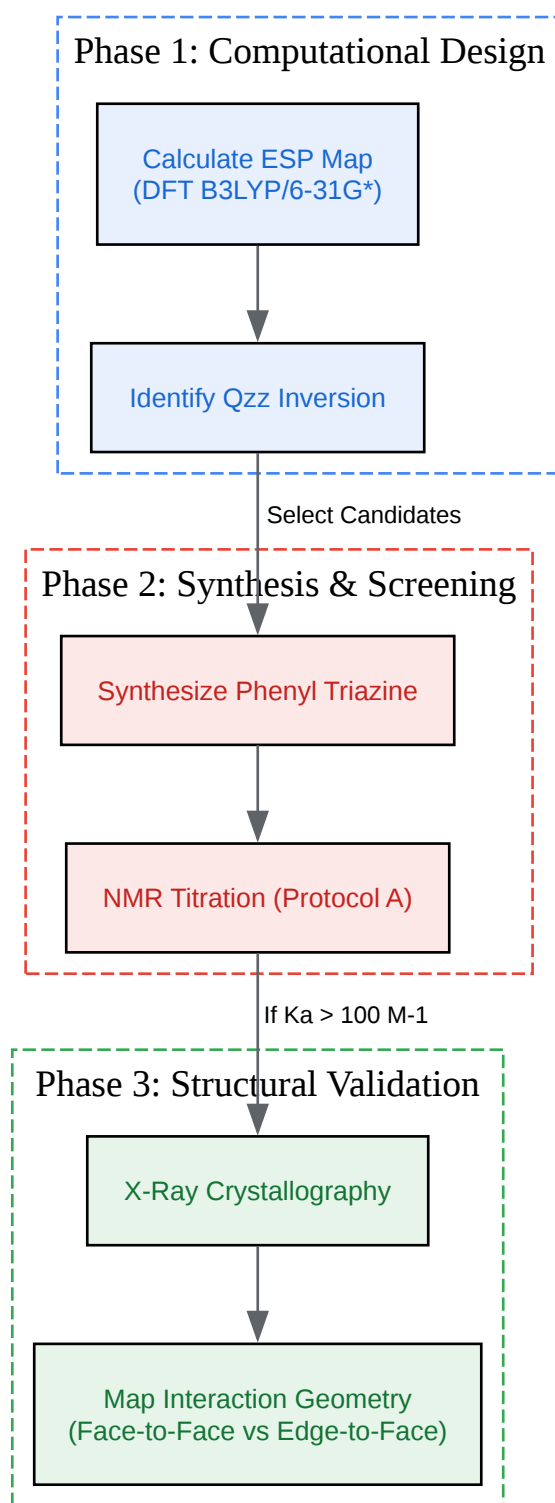 Phase 1: Computational Design
Calculate ESP Map
(DFT B3LYP/6-31G*)
Identify Qzz Inversion
Select Candidates
Phase 2: Synthesis & Screening
Synthesize Phenyl Triazine
NMR Titration (Protocol A)
If Ka > 100 M-1
Phase 3: Structural Validation
X-Ray Crystallography
Map Interaction Geometry
(Face-to-Face vs Edge-to-Face)